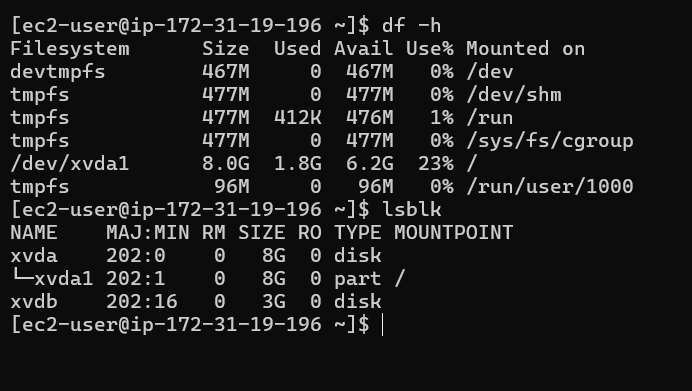 [ec2-user@ip-172-31-19-196 ~]$ df -h
Filesystem      Size  Used Avail Use% Mounted on
devtmpfs        467M     0  467M   0% /dev
tmpfs           477M     0  477M   0% /dev/shm
tmpfs           477M  412K  476M   1% /run
tmpfs           477M     0  477M   0% /sys/fs/cgroup
/dev/xvda1      8.0G  1.8G  6.2G  23% /
tmpfs            96M     0   96M   0% /run/user/1000
[ec2-user@ip-172-31-19-196 ~]$ lsblk
NAME    MAJ:MIN RM SIZE RO TYPE MOUNTPOINT
xvda    202:0    0   8G  0 disk
└─xvda1 202:1    0   8G  0 part /
xvdb    202:16   0   3G  0 disk
[ec2-user@ip-172-31-19-196 ~]$